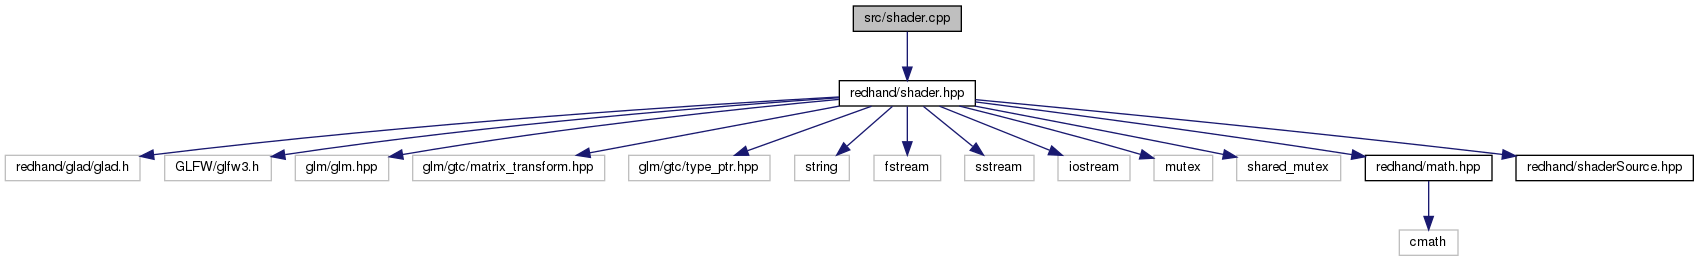 src/shader.cpp
redhand/shader.hpp
redhand/glad/glad.h
GLFW/glfw3.h
glm/glm.hpp
glm/gtc/matrix_transform.hpp
glm/gtc/type_ptr.hpp
string
fstream
sstream
iostream
mutex
shared_mutex
redhand/math.hpp
redhand/shaderSource.hpp
cmath